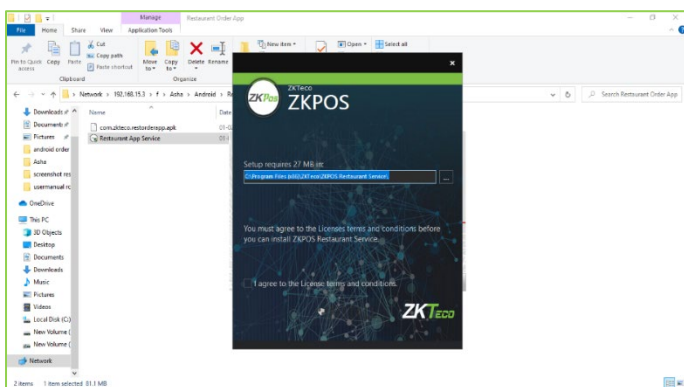 Manage
Restaurant Order App
File
Home
Share
View
Application Tools
Pin to Quick access
Copy
Paste
Cut
Copy path
Paste shortcut
Move to
Copy to
Delete
Rename
New item
Open
Select all
Clipboard
Organize
Network > 192.168.15.3 > f > Asha > Android > Re
Search Restaurant Order App
Downloads
Documents
Pictures
android order
Asha
screenshot res
usermanual rc
OneDrive
This PC
3D Objects
Desktop
Documents
Downloads
Music
Pictures
Videos
Local Disk (C:)
New Volume (
New Volume (
Network
Name
Date
com.zkteco.restorderapp.apk
Restaurant App Service
ZKPos
ZKTeco
ZKPOS
Setup requires 27 MB in:
C:\Program Files (x86)\ZKTeco\ZKPOS Restaurant Service\
...
You must agree to the Licenses terms and conditions before
you can install ZKPOS Restaurant Service.
I agree to the License terms and conditions.
ZKTeco
2 items
1 item selected 81.1 MB